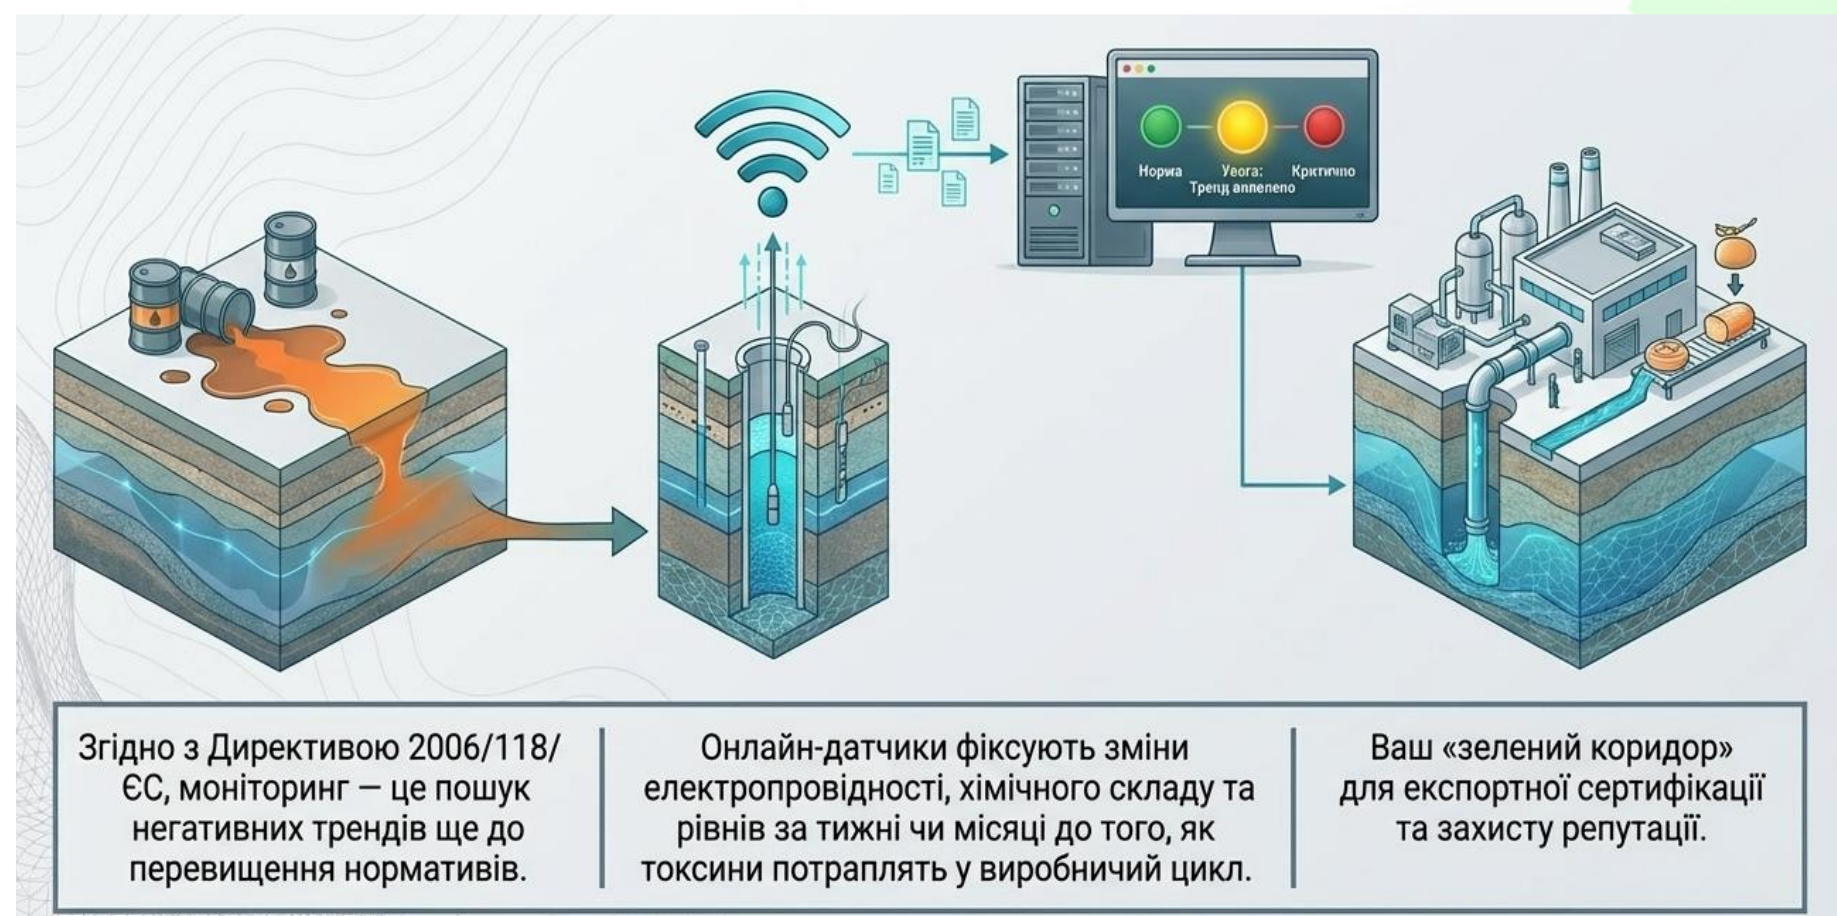 Норма
Увога:
Критично
Тренд
Згідно з Директивою 2006/118/
ЄС, моніторинг — це пошук
негативних трендів ще до
перевищення нормативів.
Онлайн-датчики фіксують зміни
електропровідності, хімічного складу та
рівнів за тижні чи місяці до того, як
токсини потраплять у виробничий цикл.
Ваш «зелений коридор»
для експортної сертифікації
та захисту репутації.